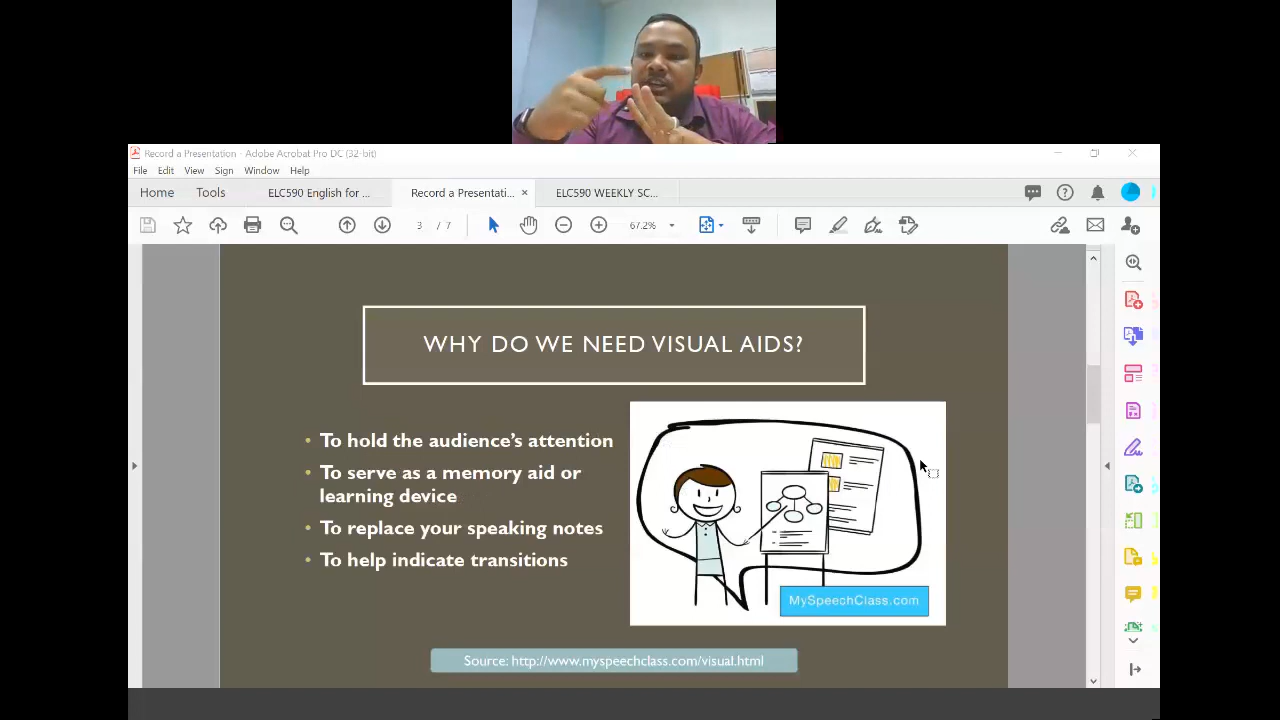 Record a Presentation - Adobe Acrobat Pro DC (32-bit)
File Edit View Sign Window Help
Home Tools ELC590 English for ... Record a Presentati... × ELC590 WEEKLY SC...
3 / 7 67.2%
WHY DO WE NEED VISUAL AIDS?
• To hold the audience's attention
• To serve as a memory aid or
learning device
• To replace your speaking notes
• To help indicate transitions
MySpeechClass.com
Source: http://www.myspeechclass.com/visual.html